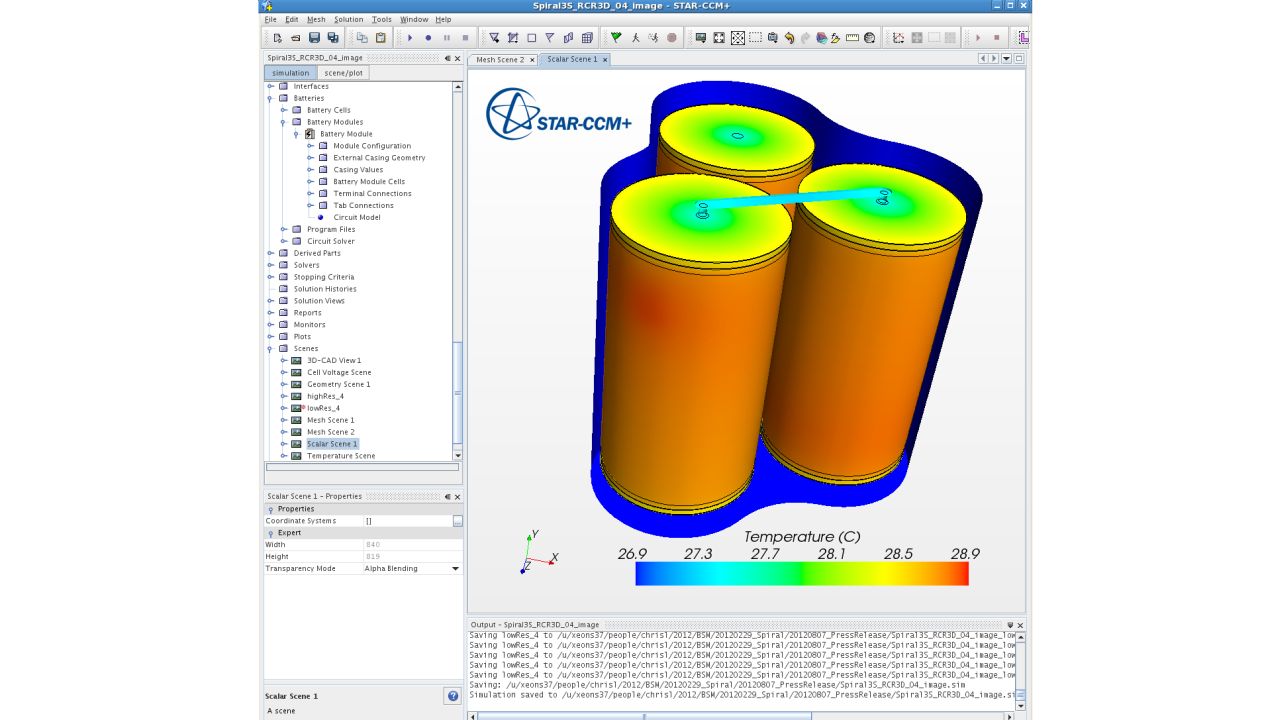 Spiral3S_RCR3D_04_image - STAR-CCM+
File Edit Mesh Solution Tools Window Help
Spiral3S_RCR3D_04_image
simulation scene/plot
Interfaces
Batteries
Battery Cells
Battery Modules
Battery Module
Module Configuration
External Casing Geometry
Casing Values
Battery Module Cells
Terminal Connections
Tab Connections
Circuit Model
Program Files
Circuit Solver
Derived Parts
Solvers
Stopping Criteria
Solution Histories
Solution Views
Reports
Monitors
Plots
Scenes
3D-CAD View 1
Cell Voltage Scene
Geometry Scene 1
highRes_4
lowRes_4
Mesh Scene 1
Mesh Scene 2
Scalar Scene 1
Temperature Scene
Scalar Scene 1 - Properties
Properties
Coordinate Systems []
Expert
Width 840
Height 819
Transparency Mode Alpha Blending
Scalar Scene 1
A scene
Mesh Scene 2 Scalar Scene 1
STAR-CCM+
Y
X
Z
Temperature (C)
26.9 27.3 27.7 28.1 28.5 28.9
Output - Spiral3S_RCR3D_04_image
Saving lowRes_4 to /u/xeons37/people/chrisl/2012/BSM/20120229_Spiral/20120807_PressRelease/Spiral3S_RCR3D_04_image_low
Saving lowRes_4 to /u/xeons37/people/chrisl/2012/BSM/20120229_Spiral/20120807_PressRelease/Spiral3S_RCR3D_04_image_low
Saving lowRes_4 to /u/xeons37/people/chrisl/2012/BSM/20120229_Spiral/20120807_PressRelease/Spiral3S_RCR3D_04_image_low
Saving lowRes_4 to /u/xeons37/people/chrisl/2012/BSM/20120229_Spiral/20120807_PressRelease/Spiral3S_RCR3D_04_image_low
Saving lowRes_4 to /u/xeons37/people/chrisl/2012/BSM/20120229_Spiral/20120807_PressRelease/Spiral3S_RCR3D_04_image_low
Saving: /u/xeons37/people/chrisl/2012/BSM/20120229_Spiral/20120807_PressRelease/Spiral3S_RCR3D_04_image.sim
Simulation saved to /u/xeons37/people/chrisl/2012/BSM/20120229_Spiral/20120807_PressRelease/Spiral3S_RCR3D_04_image.si